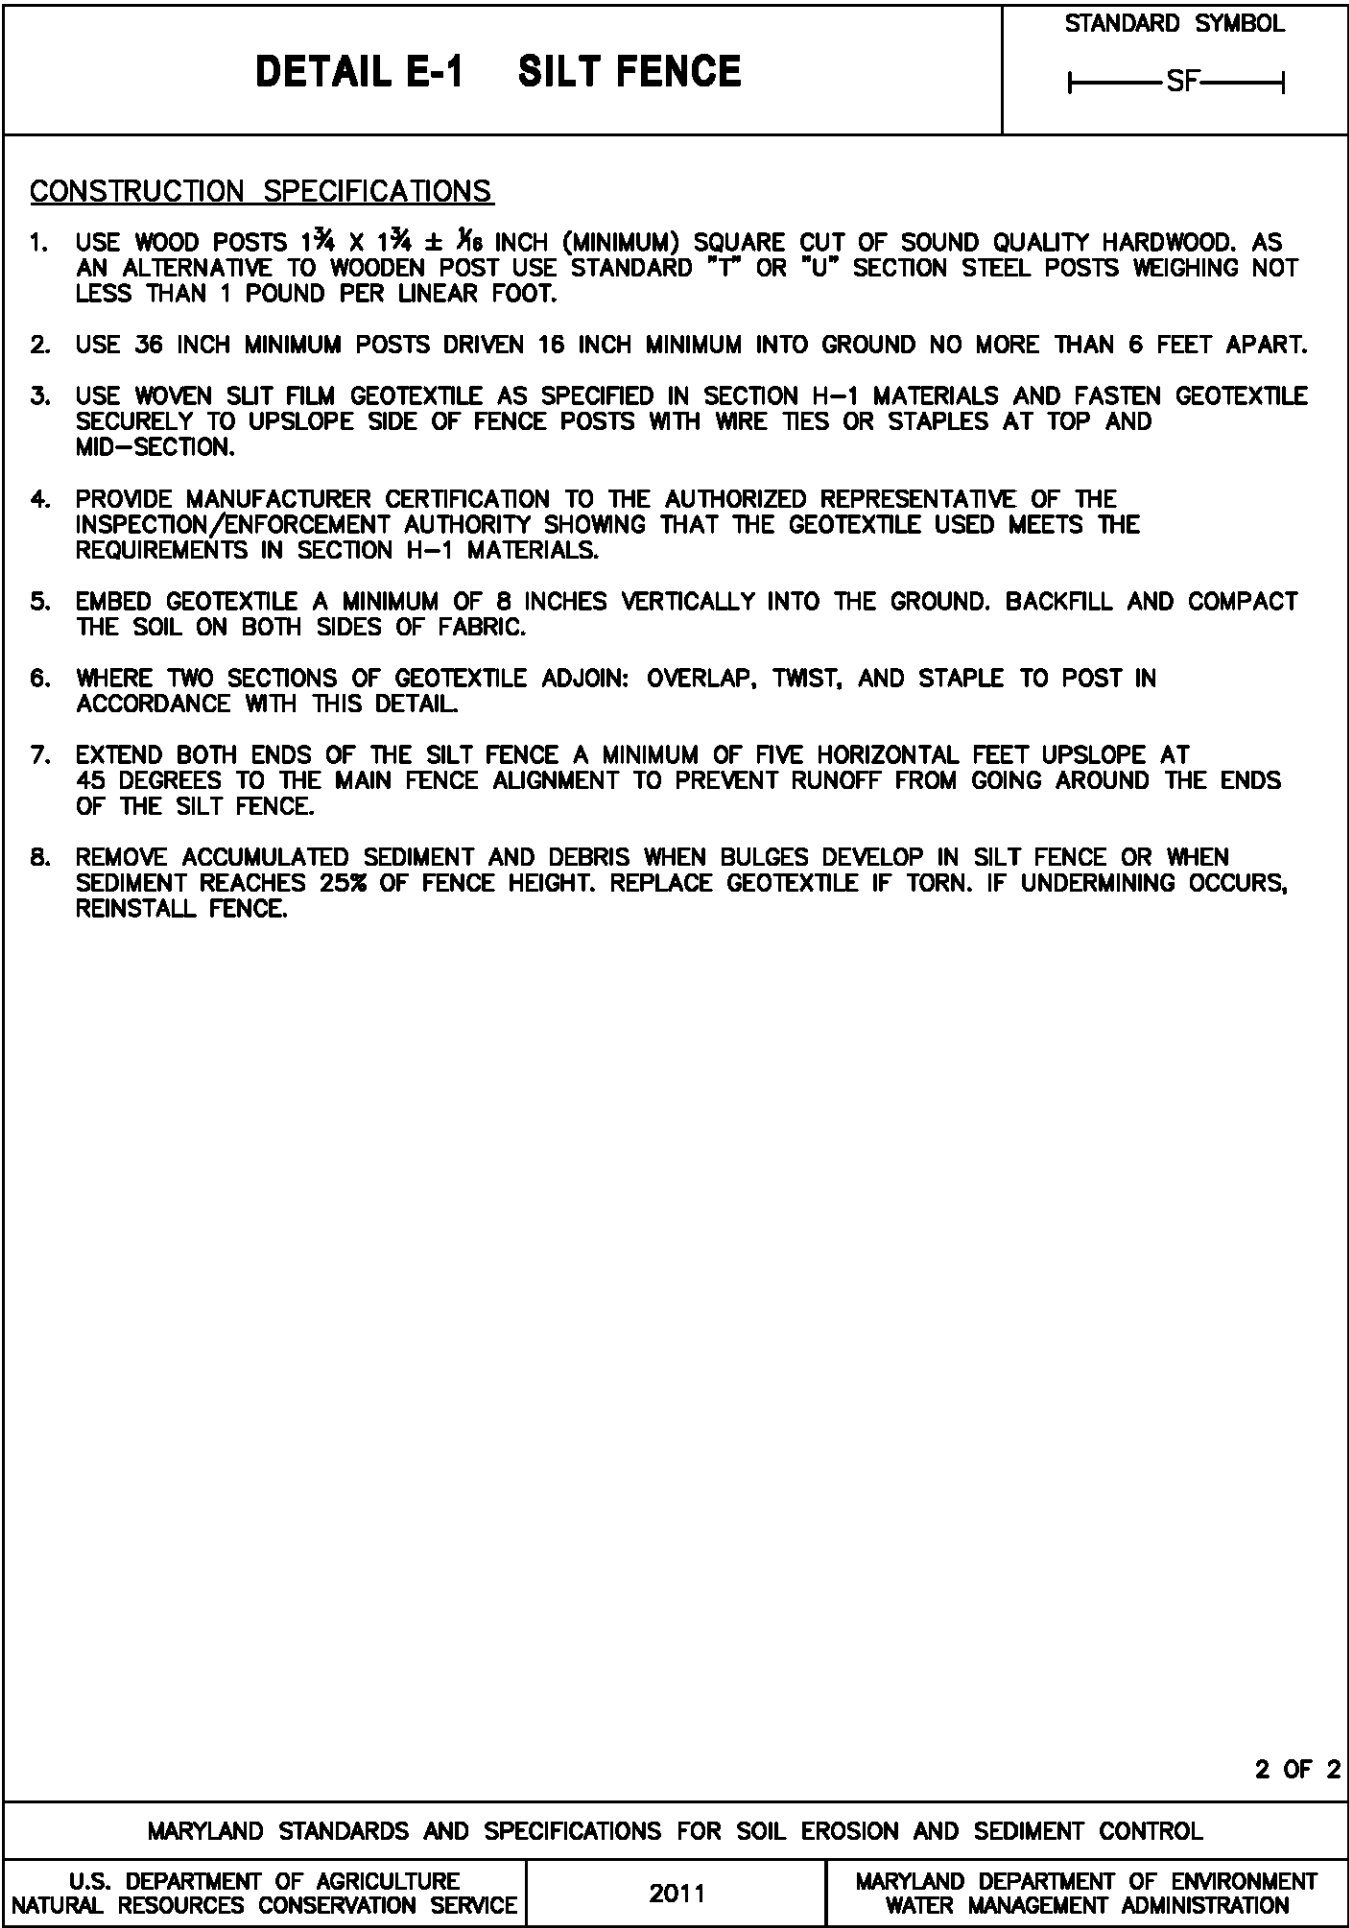 DETAIL E-1 SILT FENCE
STANDARD SYMBOL
SF
CONSTRUCTION SPECIFICATIONS
1. USE WOOD POSTS 1¾ X 1¾ ± 1/16 INCH (MINIMUM) SQUARE CUT OF SOUND QUALITY HARDWOOD. AS
AN ALTERNATIVE TO WOODEN POST USE STANDARD "T" OR "U" SECTION STEEL POSTS WEIGHING NOT
LESS THAN 1 POUND PER LINEAR FOOT.
2. USE 36 INCH MINIMUM POSTS DRIVEN 16 INCH MINIMUM INTO GROUND NO MORE THAN 6 FEET APART.
3. USE WOVEN SLIT FILM GEOTEXTILE AS SPECIFIED IN SECTION H-1 MATERIALS AND FASTEN GEOTEXTILE
SECURELY TO UPSLOPE SIDE OF FENCE POSTS WITH WIRE TIES OR STAPLES AT TOP AND
MID-SECTION.
4. PROVIDE MANUFACTURER CERTIFICATION TO THE AUTHORIZED REPRESENTATIVE OF THE
INSPECTION/ENFORCEMENT AUTHORITY SHOWING THAT THE GEOTEXTILE USED MEETS THE
REQUIREMENTS IN SECTION H-1 MATERIALS.
5. EMBED GEOTEXTILE A MINIMUM OF 8 INCHES VERTICALLY INTO THE GROUND. BACKFILL AND COMPACT
THE SOIL ON BOTH SIDES OF FABRIC.
6. WHERE TWO SECTIONS OF GEOTEXTILE ADJOIN: OVERLAP, TWIST, AND STAPLE TO POST IN
ACCORDANCE WITH THIS DETAIL.
7. EXTEND BOTH ENDS OF THE SILT FENCE A MINIMUM OF FIVE HORIZONTAL FEET UPSLOPE AT
45 DEGREES TO THE MAIN FENCE ALIGNMENT TO PREVENT RUNOFF FROM GOING AROUND THE ENDS
OF THE SILT FENCE.
8. REMOVE ACCUMULATED SEDIMENT AND DEBRIS WHEN BULGES DEVELOP IN SILT FENCE OR WHEN
SEDIMENT REACHES 25% OF FENCE HEIGHT. REPLACE GEOTEXTILE IF TORN. IF UNDERMINING OCCURS,
REINSTALL FENCE.
2 OF 2
MARYLAND STANDARDS AND SPECIFICATIONS FOR SOIL EROSION AND SEDIMENT CONTROL
U.S. DEPARTMENT OF AGRICULTURE
NATURAL RESOURCES CONSERVATION SERVICE
2011
MARYLAND DEPARTMENT OF ENVIRONMENT
WATER MANAGEMENT ADMINISTRATION